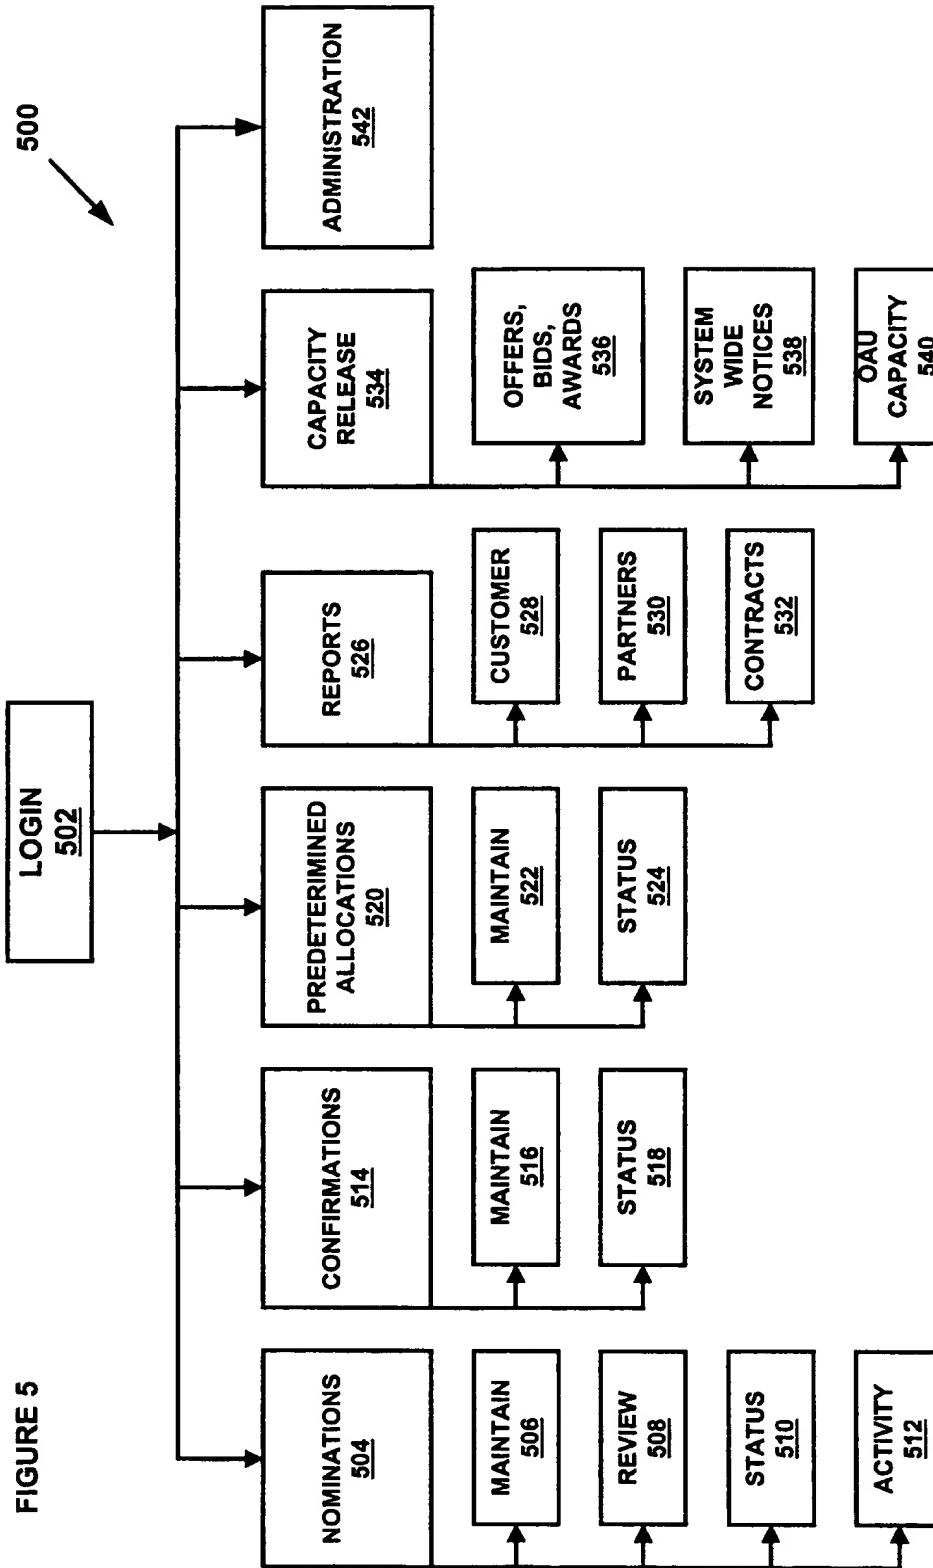 FIGURE 5
500
LOGIN
502
NOMINATIONS
504
MAINTAIN
506
REVIEW
508
STATUS
510
ACTIVITY
512
CONFIRMATIONS
514
MAINTAIN
516
STATUS
518
PREDETERIMINED
ALLOCATIONS
520
MAINTAIN
522
STATUS
524
REPORTS
526
CUSTOMER
528
PARTNERS
530
CONTRACTS
532
CAPACITY
RELEASE
534
OFFERS,
BIDS,
AWARDS
536
SYSTEM
WIDE
NOTICES
538
OAU
CAPACITY
540
ADMINISTRATION
542